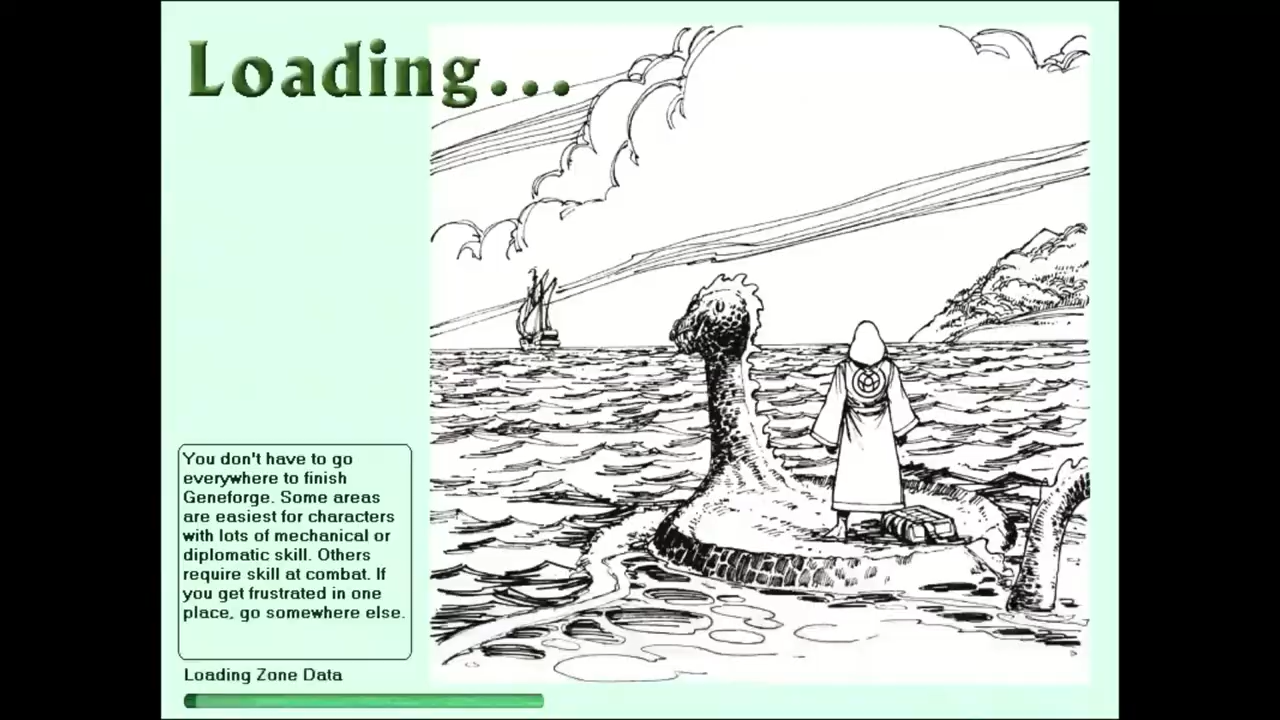 Loading...
You don't have to go
everywhere to finish
Geneforge. Some areas
are easiest for characters
with lots of mechanical or
diplomatic skill. Others
require skill at combat. If
you get frustrated in one
place, go somewhere else.
Loading Zone Data